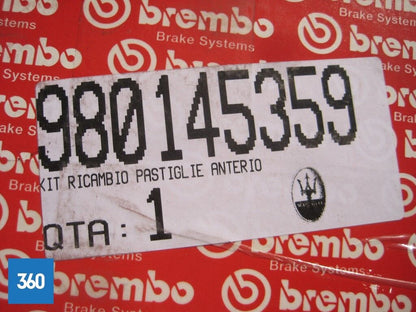 brembo
Brake Systems
brembo
Brake Systems
980145359
KIT RICAMBIO PASTIGLIE ANTERIO
QTA: 1
MASERATI
brembo
Brake Systems
brembo
Brake Systems
360